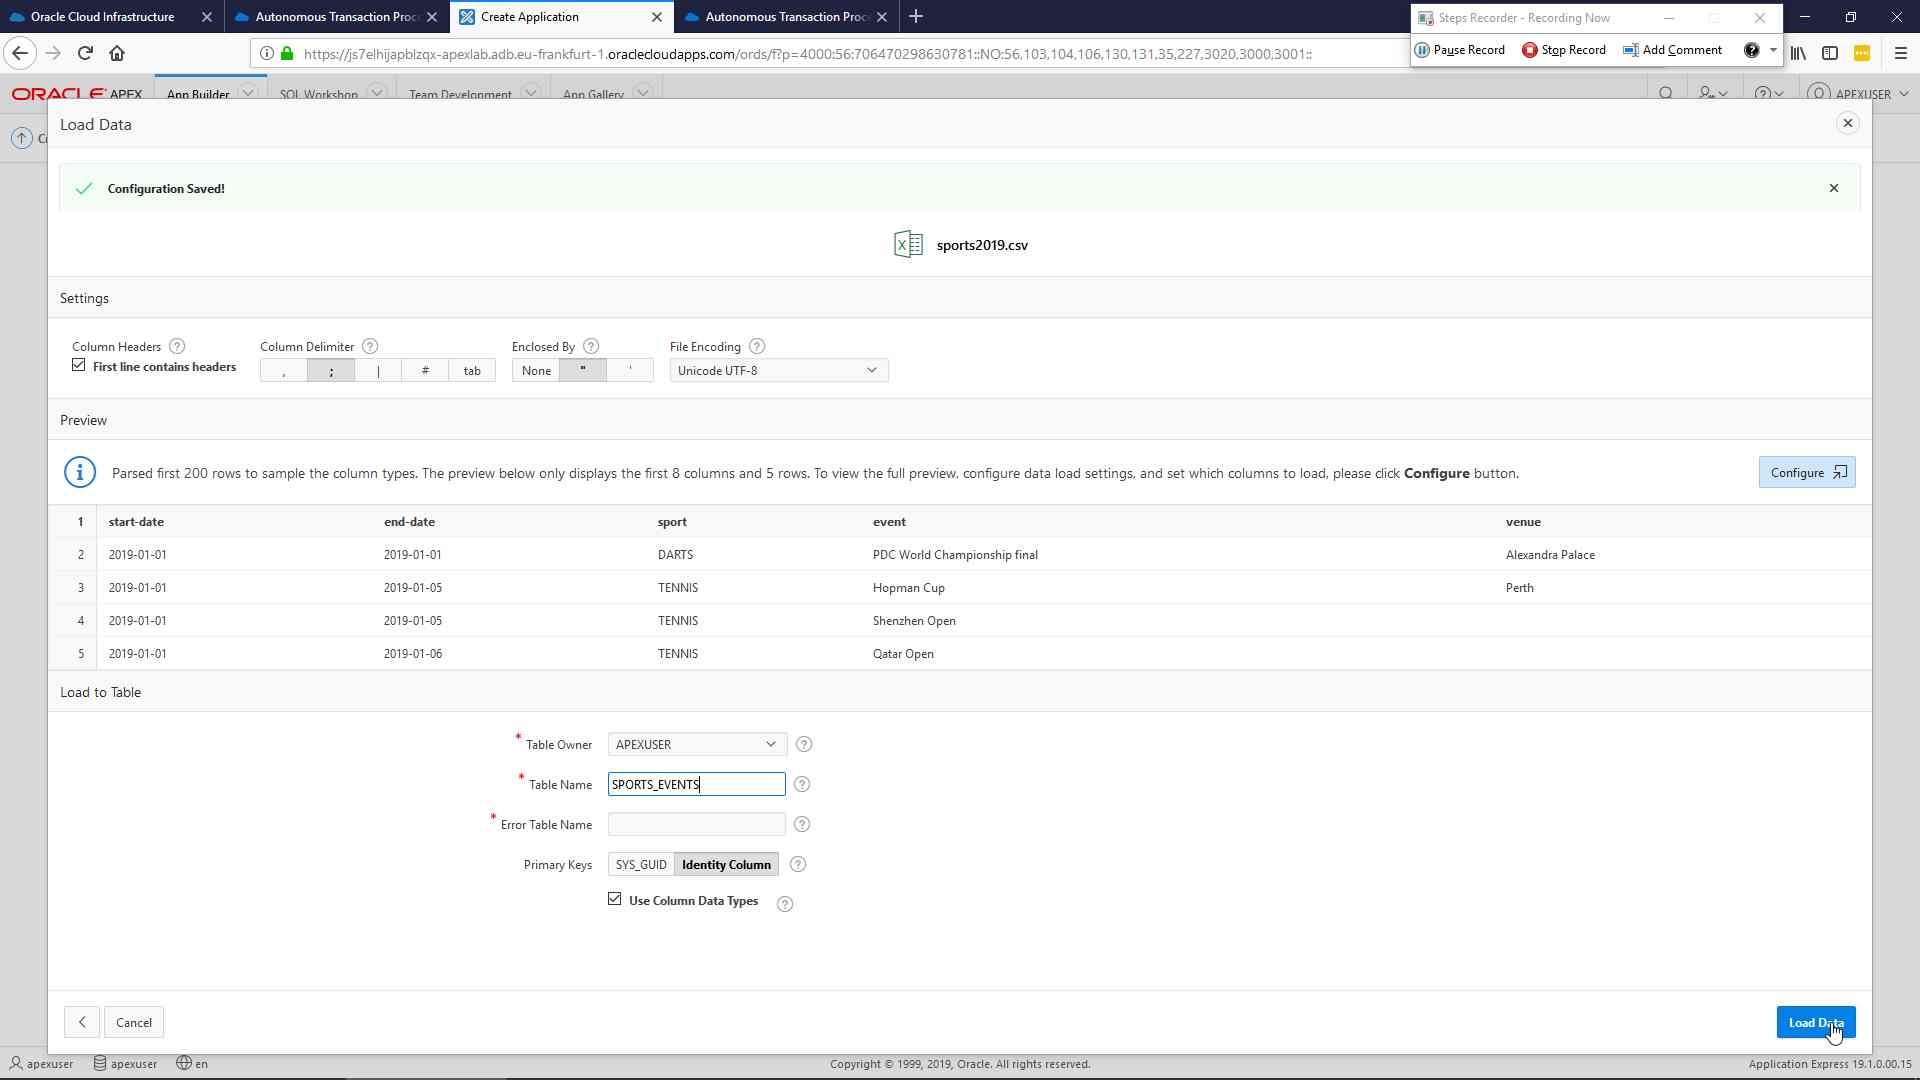 Oracle Cloud Infrastructure
Autonomous Transaction Proc
Create Application
Autonomous Transaction Proc
Steps Recorder - Recording Now
Pause Record
Stop Record
Add Comment
https://js7elhijapblzqx-apexlab.adb.eu-frankfurt-1.oraclecloudapps.com/ords/f?p=4000:56:706470298630781::NO:56,103,104,106,130,131,35,227,3020,3000,3001::
ORACLE APEX
App Builder
SQL Workshop
Team Development
App Gallery
APEXUSER
Load Data
Configuration Saved!
sports2019.csv
Settings
Column Headers ?
First line contains headers
Column Delimiter ?
, ; | # tab
Enclosed By ?
None " '
File Encoding ?
Unicode UTF-8
Preview
Parsed first 200 rows to sample the column types. The preview below only displays the first 8 columns and 5 rows. To view the full preview, configure data load settings, and set which columns to load, please click Configure button.
Configure
1 start-date end-date sport event venue
2 2019-01-01 2019-01-01 DARTS PDC World Championship final Alexandra Palace
3 2019-01-01 2019-01-05 TENNIS Hopman Cup Perth
4 2019-01-01 2019-01-05 TENNIS Shenzhen Open
5 2019-01-01 2019-01-06 TENNIS Qatar Open
Load to Table
* Table Owner APEXUSER ?
* Table Name SPORTS_EVENTS ?
* Error Table Name ?
Primary Keys SYS_GUID Identity Column ?
Use Column Data Types ?
Cancel
Load Data
apexuser apexuser en
Copyright © 1999, 2019, Oracle. All rights reserved.
Application Express 19.1.0.00.15